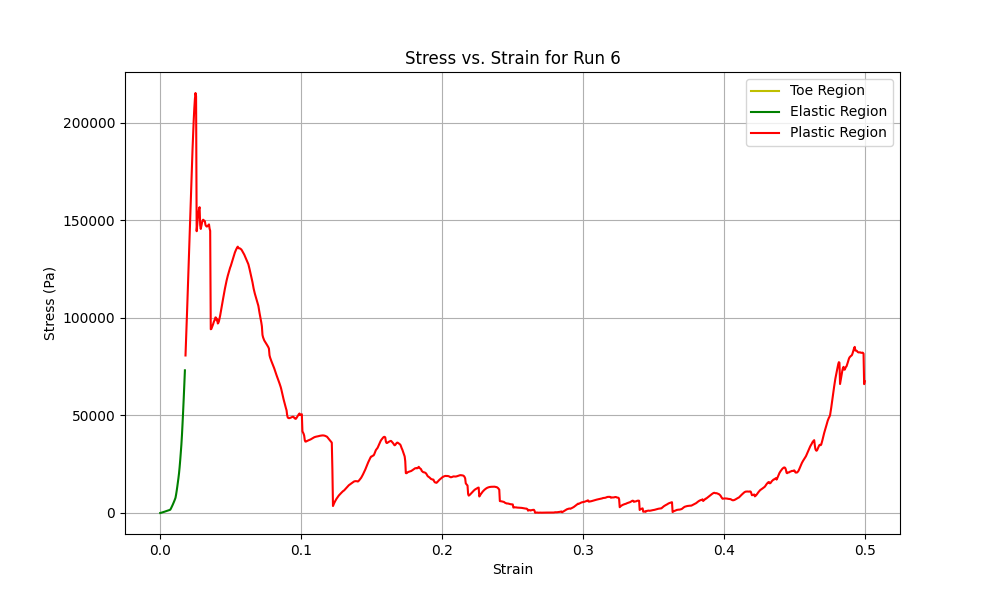 Stress vs. Strain for Run 6
Toe Region
Elastic Region
Plastic Region
200000
150000
100000
50000
0
Stress (Pa)
0.0 0.1 0.2 0.3 0.4 0.5
Strain